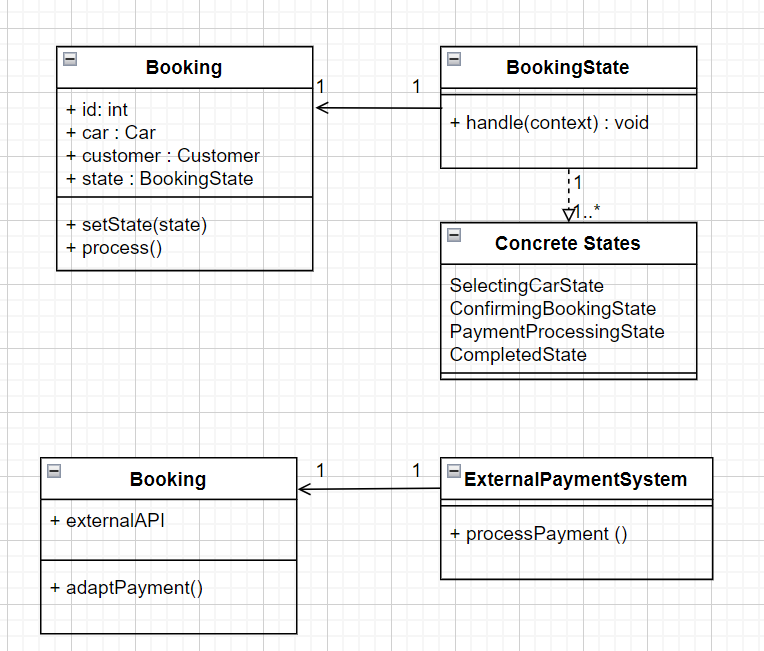 Booking
+ id: int
+ car : Car
+ customer : Customer
+ state : BookingState
+ setState(state)
+ process()
1
1
BookingState
+ handle(context) : void
1
1..*
Concrete States
SelectingCarState
ConfirmingBookingState
PaymentProcessingState
CompletedState
Booking
+ externalAPI
+ adaptPayment()
1
1
ExternalPaymentSystem
+ processPayment ()